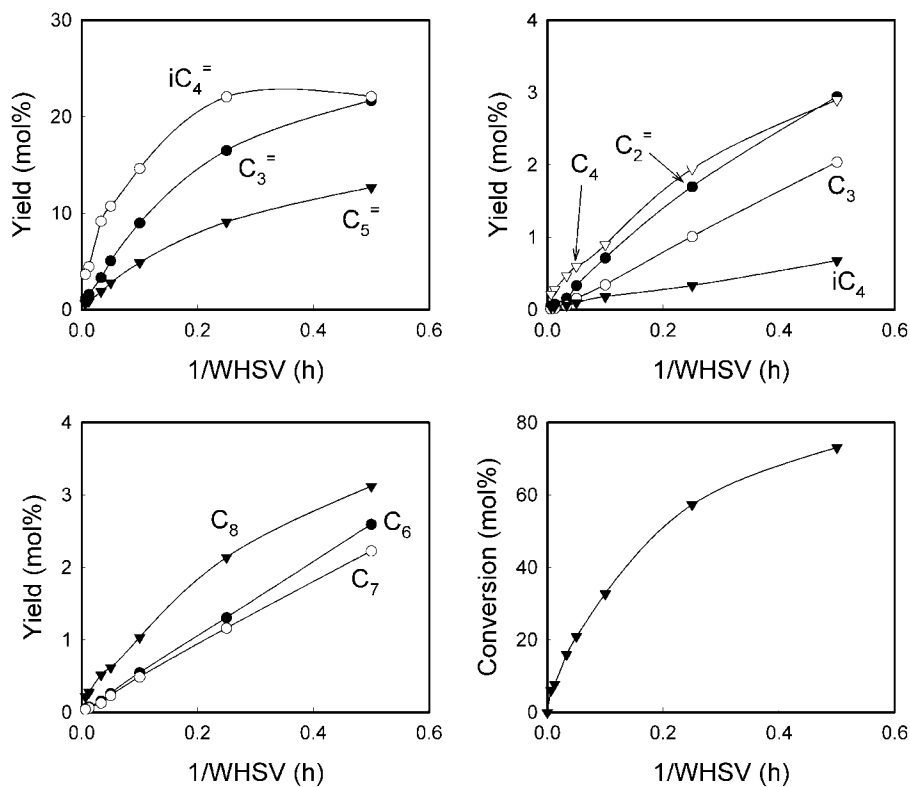 Yield (mol%)
30
20
10
0
iC₄⁼
C₃⁼
C₅⁼
0.0 0.2 0.4 0.6
1/WHSV (h)
Yield (mol%)
4
3
2
1
0
C₄
C₂⁼
C₃
iC₄
0.0 0.2 0.4 0.6
1/WHSV (h)
Yield (mol%)
4
3
2
1
0
C₈
C₆
C₇
0.0 0.2 0.4 0.6
1/WHSV (h)
Conversion (mol%)
80
60
40
20
0
0.0 0.2 0.4 0.6
1/WHSV (h)